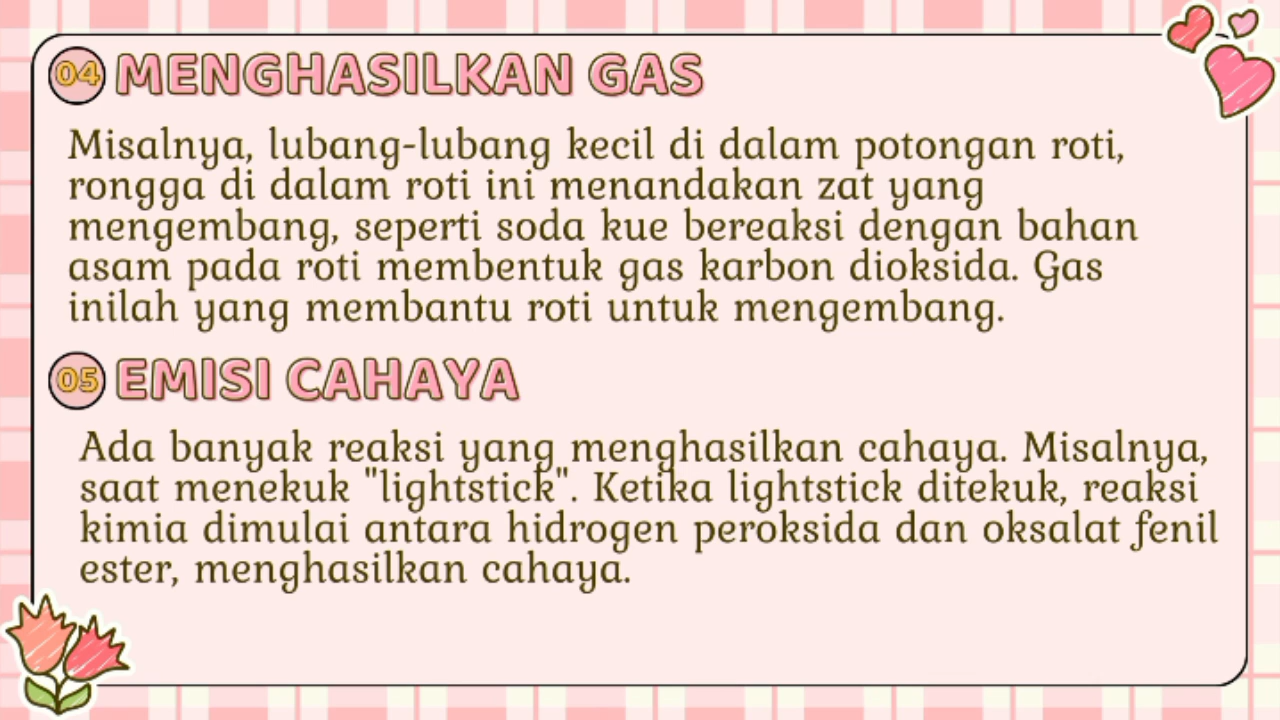 04 MENGHASILKAN GAS
Misalnya, lubang-lubang kecil di dalam potongan roti,
rongga di dalam roti ini menandakan zat yang
mengembang, seperti soda kue bereaksi dengan bahan
asam pada roti membentuk gas karbon dioksida. Gas
inilah yang membantu roti untuk mengembang.
05 EMISI CAHAYA
Ada banyak reaksi yang menghasilkan cahaya. Misalnya,
saat menekuk "lightstick". Ketika lightstick ditekuk, reaksi
kimia dimulai antara hidrogen peroksida dan oksalat fenil
ester, menghasilkan cahaya.